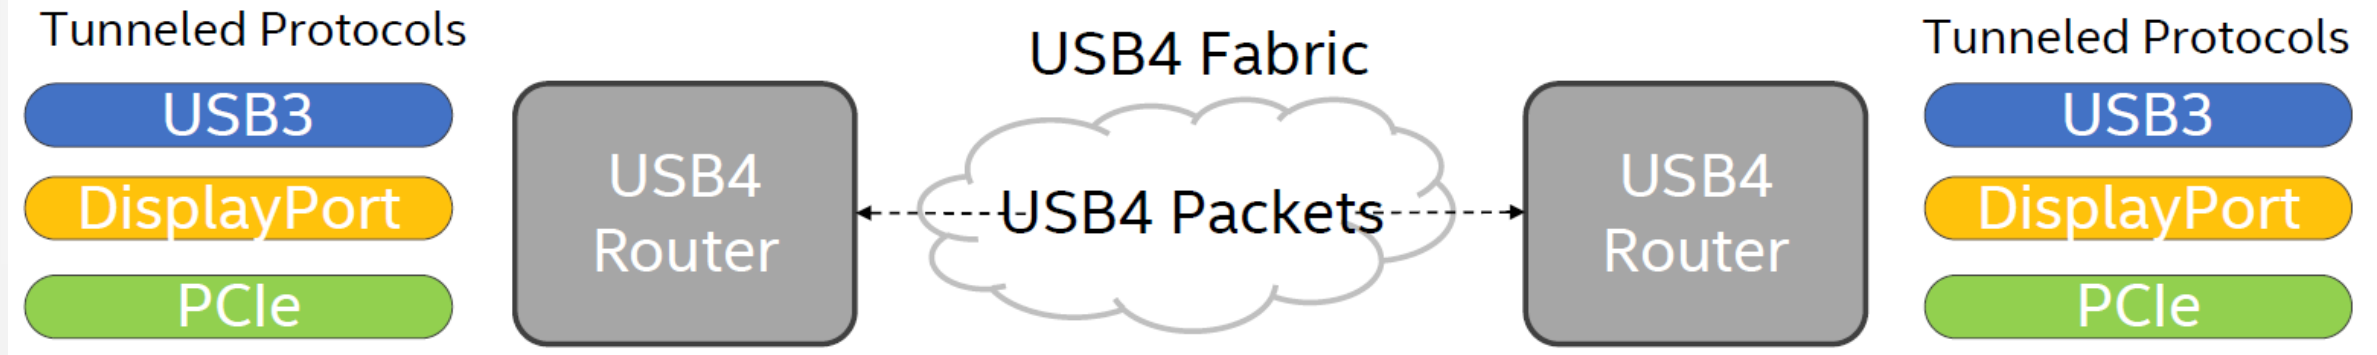 Tunneled Protocols
USB3
DisplayPort
PCIe
USB4
Router
USB4 Fabric
USB4 Packets
USB4
Router
Tunneled Protocols
USB3
DisplayPort
PCIe